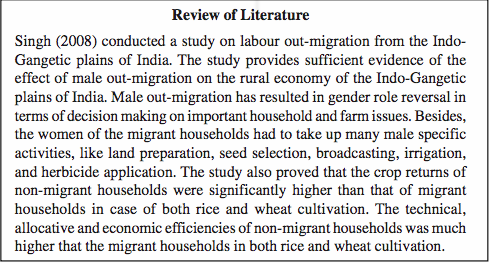 Review of Literature
Singh (2008) conducted a study on labour out-migration from the Indo-
Gangetic plains of India. The study provides sufficient evidence of the
effect of male out-migration on the rural economy of the Indo-Gangetic
plains of India. Male out-migration has resulted in gender role reversal in
terms of decision making on important household and farm issues. Besides,
the women of the migrant households had to take up many male specific
activities, like land preparation, seed selection, broadcasting, irrigation,
and herbicide application. The study also proved that the crop returns of
non-migrant households were significantly higher than that of migrant
households in case of both rice and wheat cultivation. The technical,
allocative and economic efficiencies of non-migrant households was much
higher that the migrant households in both rice and wheat cultivation.